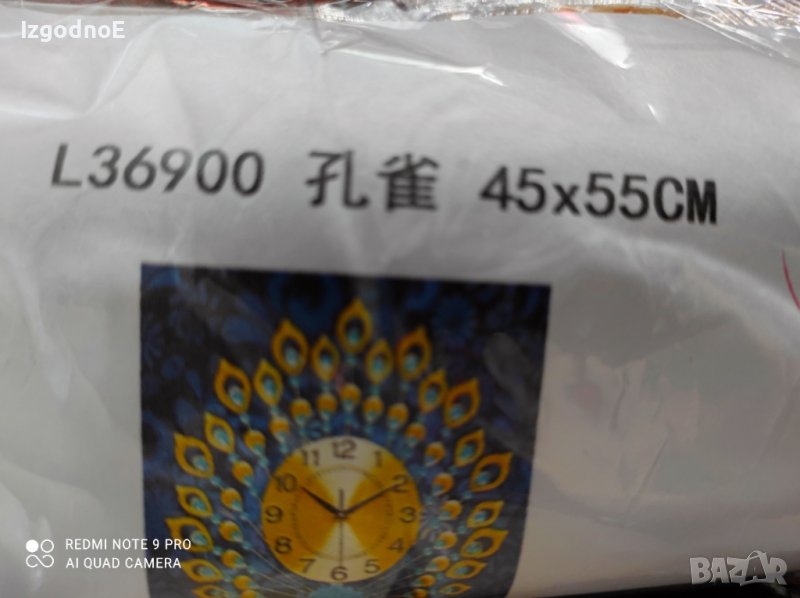 IzgodnoE
L36900 孔雀 45x55CM
12
11
10 2
9 3
8 4
7 5
6
REDMI NOTE 9 PRO
AI QUAD CAMERA
BAZAR